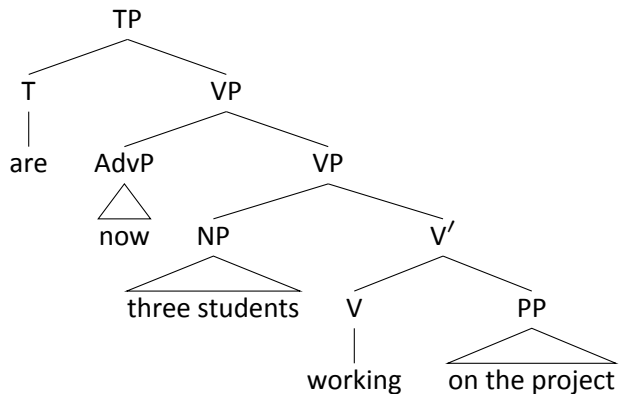 TP
T VP
are AdvP VP
now NP V′
three students V PP
working on the project